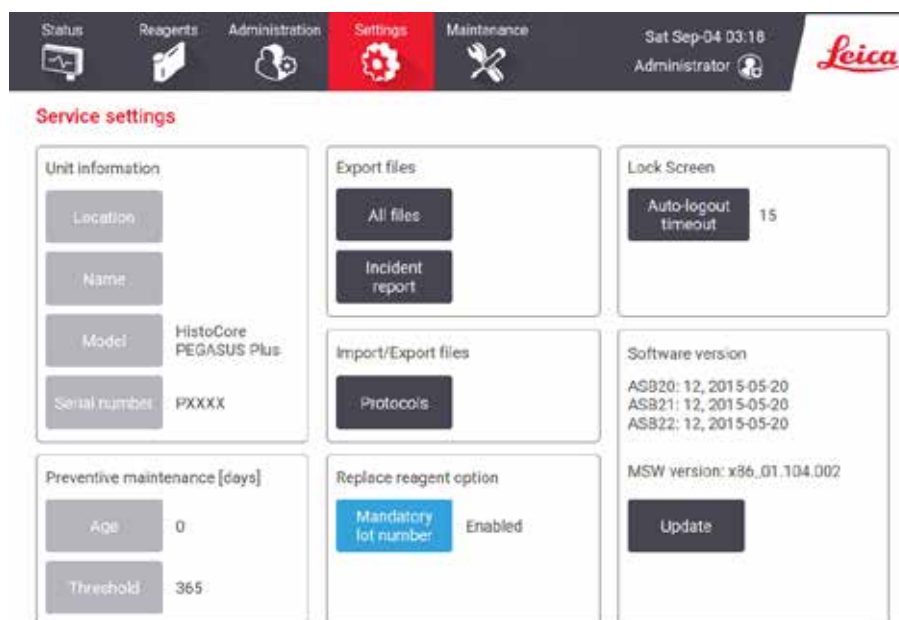 Status
Reagents
Administration
Settings
Maintenance
Sat Sep-04 03:18
Administrator
Leica
Service settings
Unit information
Location
Name
Model
HistoCore
PEGASUS Plus
Serial number
PXXXX
Preventive maintenance [days]
Age
0
Threshold
365
Export files
All files
Incident
report
Import/Export files
Protocols
Replace reagent option
Mandatory
lot number
Enabled
Lock Screen
Auto-logout
timeout
15
Software version
ASB20: 12, 2015-05-20
ASB21: 12, 2015-05-20
ASB22: 12, 2015-05-20
MSW version: x86_01.104.002
Update